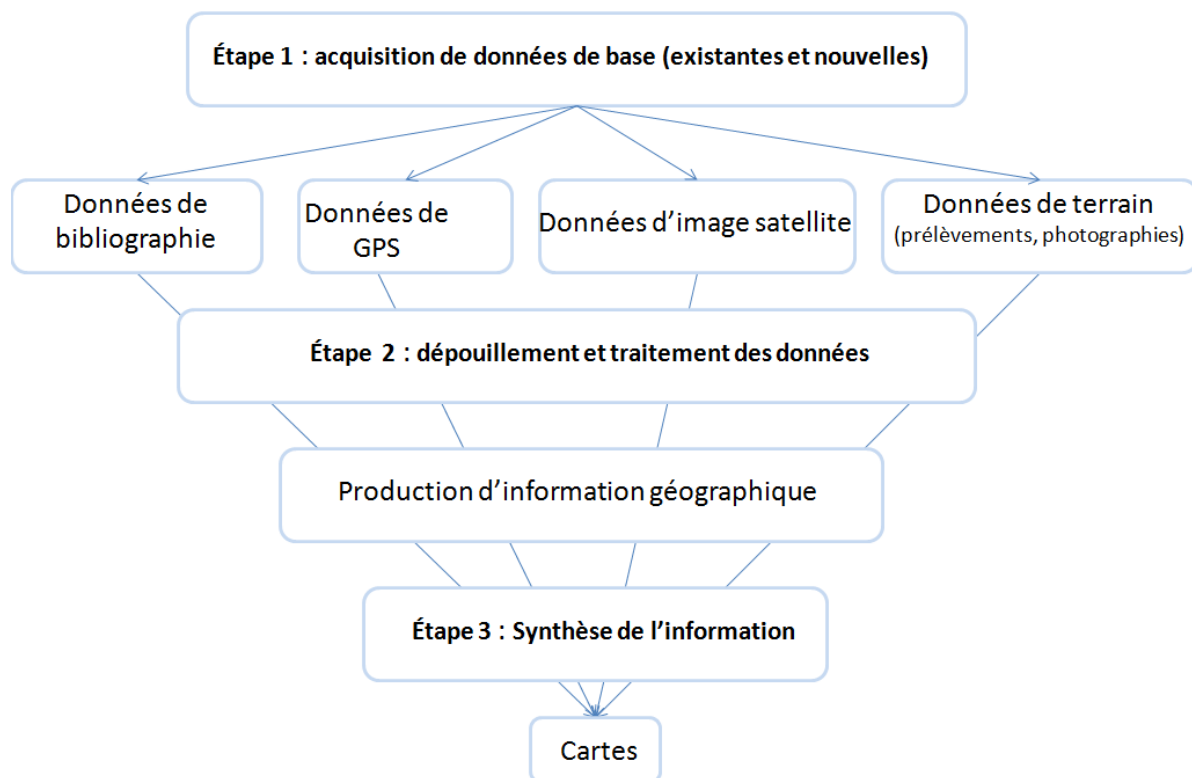 Étape 1 : acquisition de données de base (existantes et nouvelles)
Données de
bibliographie
Données de
GPS
Données d’image satellite
Données de terrain
(prélèvements, photographies)
Étape 2 : dépouillement et traitement des données
Production d’information géographique
Étape 3 : Synthèse de l’information
Cartes